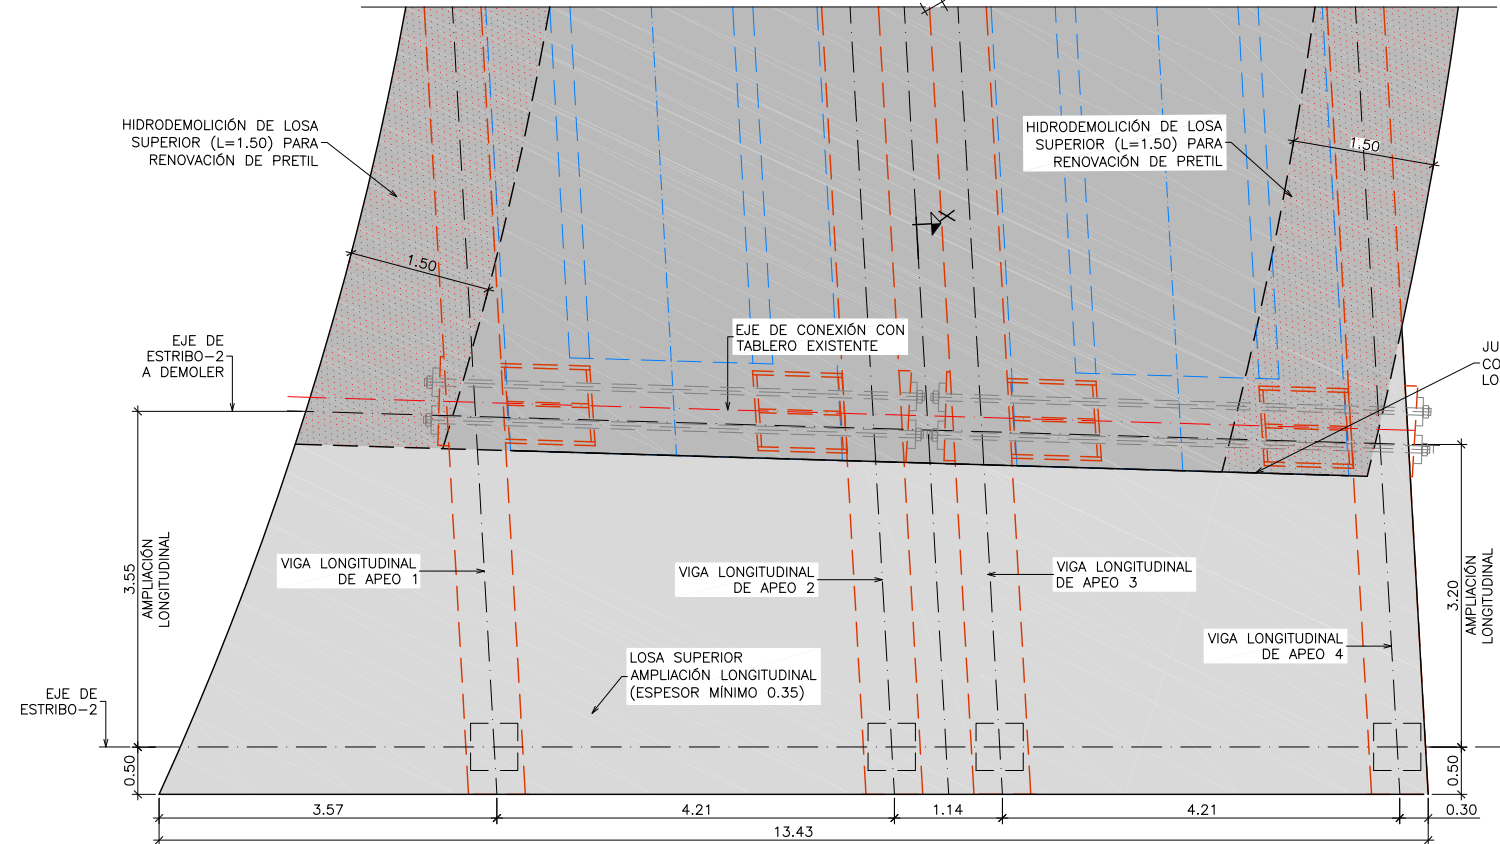 HIDRODEMOLICIÓN DE LOSA
SUPERIOR (L=1.50) PARA
RENOVACIÓN DE PRETIL
HIDRODEMOLICIÓN DE LOSA
SUPERIOR (L=1.50) PARA
RENOVACIÓN DE PRETIL
1.50
1.50
EJE DE
ESTRIBO-2
A DEMOLER
EJE DE CONEXIÓN CON
TABLERO EXISTENTE
JU
CO
LO
3.55
AMPLIACIÓN
LONGITUDINAL
VIGA LONGITUDINAL
DE APEO 1
VIGA LONGITUDINAL
DE APEO 2
VIGA LONGITUDINAL
DE APEO 3
VIGA LONGITUDINAL
DE APEO 4
3.20
AMPLIACIÓN
LONGITUDINAL
LOSA SUPERIOR
AMPLIACIÓN LONGITUDINAL
(ESPESOR MÍNIMO 0.35)
EJE DE
ESTRIBO-2
0.50
0.50
3.57
4.21
1.14
4.21
0.30
13.43